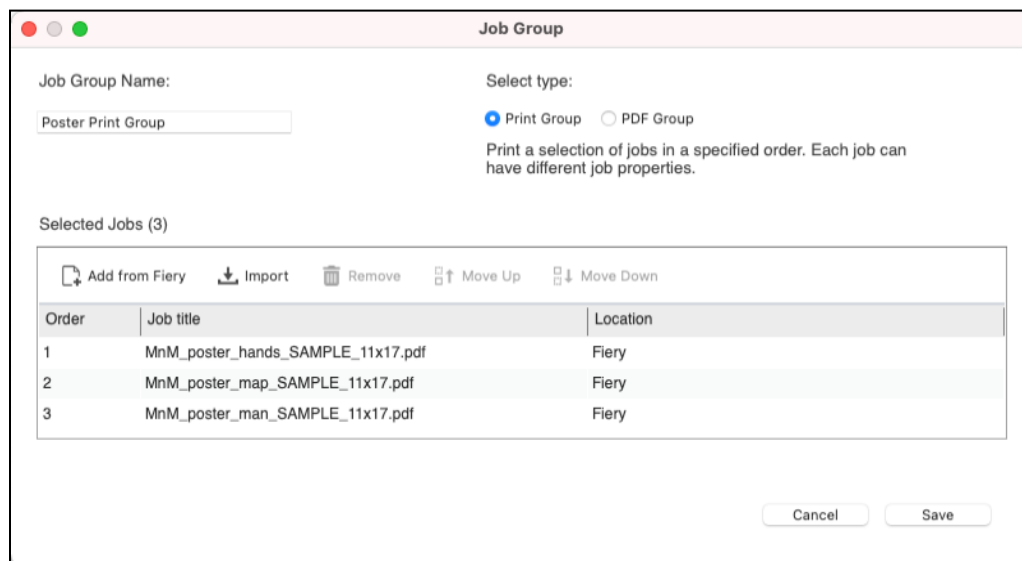 Job Group
Job Group Name:
Select type:
Poster Print Group
Print Group PDF Group
Print a selection of jobs in a specified order. Each job can
have different job properties.
Selected Jobs (3)
Add from Fiery Import Remove Move Up Move Down
Order Job title Location
1 MnM_poster_hands_SAMPLE_11x17.pdf Fiery
2 MnM_poster_map_SAMPLE_11x17.pdf Fiery
3 MnM_poster_man_SAMPLE_11x17.pdf Fiery
Cancel Save